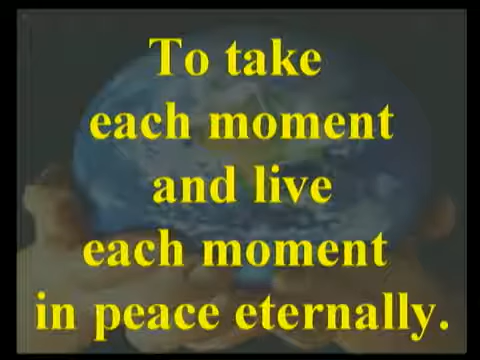 To take
each moment
and live
each moment
in peace eternally.